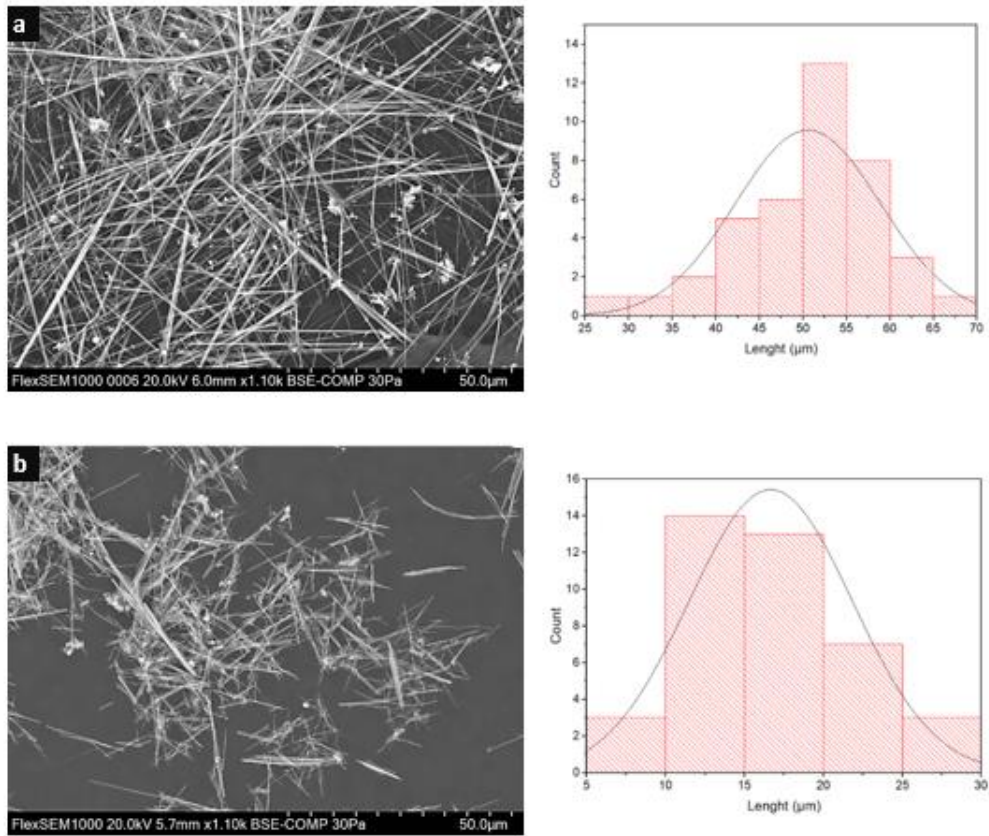 a
14
12
10
8
6
4
2
0
Count
25 30 35 40 45 50 55 60 65 70
Lenght (μm)
FlexSEM1000 0006 20.0kV 6.0mm x1.10k BSE-COMP 30Pa 50.0μm
b
16
14
12
10
8
6
4
2
0
Count
5 10 15 20 25 30
Lenght (μm)
FlexSEM1000 20.0kV 5.7mm x1.10k BSE-COMP 30Pa 50.0μm